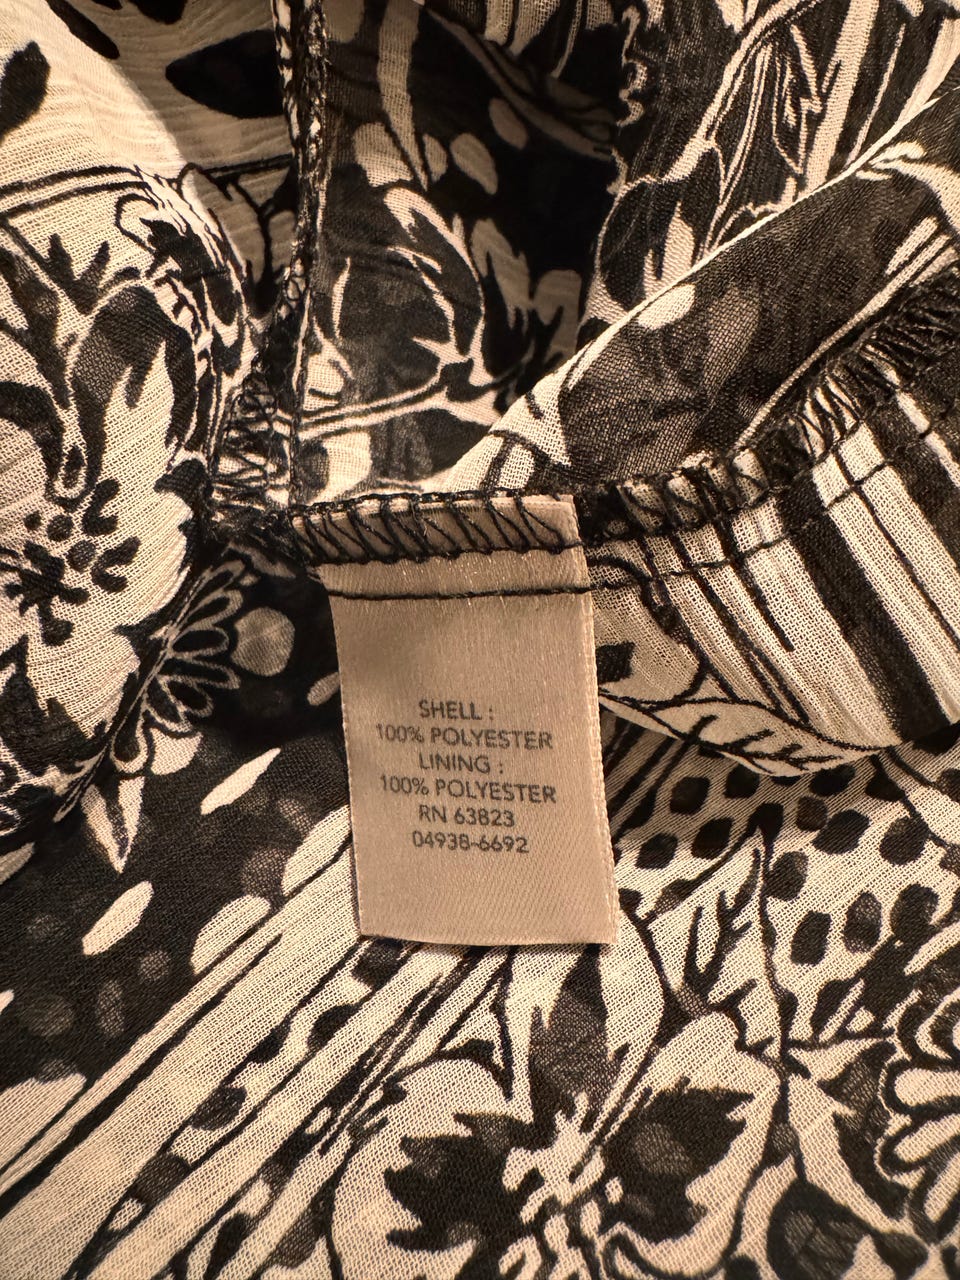 SHELL :
100% POLYESTER
LINING :
100% POLYESTER
RN 63823
04938-6692